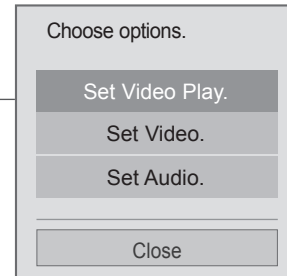 Choose options.
Set Video Play.
Set Video.
Set Audio.
Close